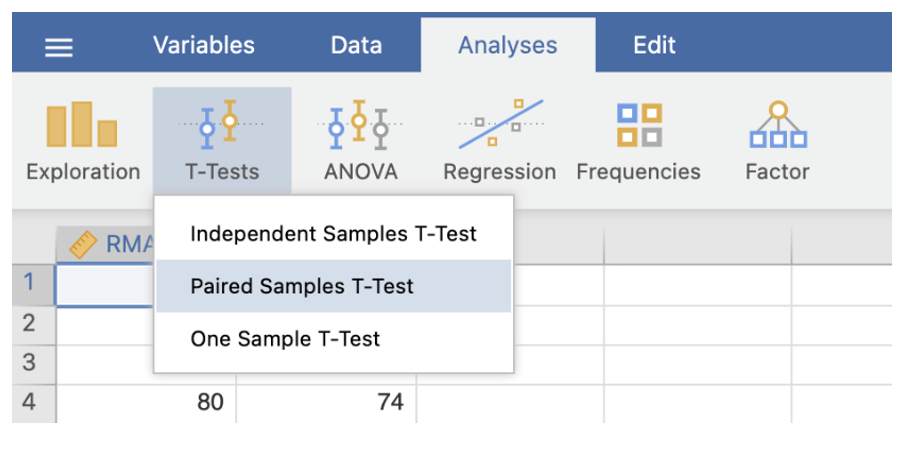 Variables Data Analyses Edit
Exploration T-Tests ANOVA Regression Frequencies Factor
Independent Samples T-Test
Paired Samples T-Test
One Sample T-Test
1
2
3
4 80 74